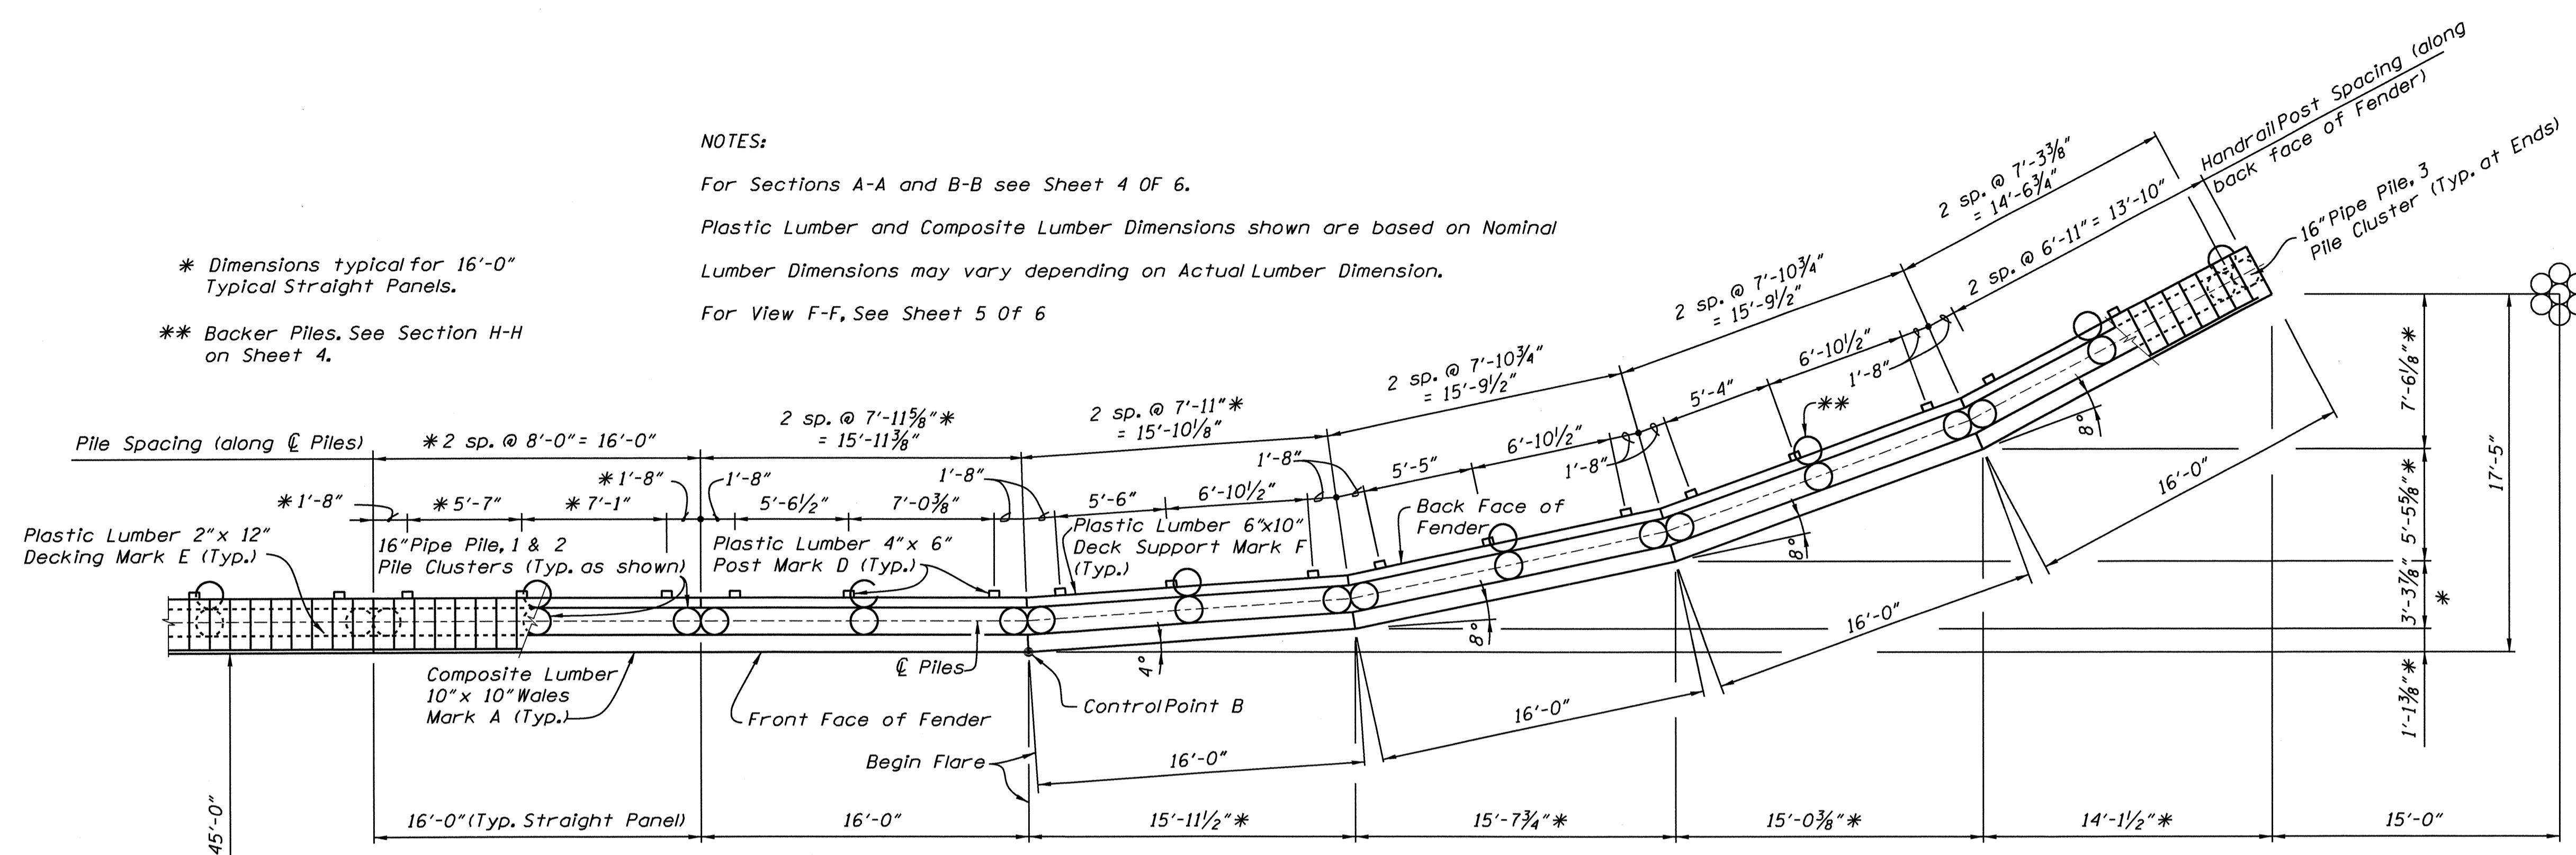 NOTES:
For Sections A-A and B-B see Sheet 4 OF 6.
Plastic Lumber and Composite Lumber Dimensions shown are based on Nominal
Lumber Dimensions may vary depending on Actual Lumber Dimension.
For View F-F, See Sheet 5 Of 6
* Dimensions typical for 16'-0"
Typical Straight Panels.
** Backer Piles. See Section H-H
on Sheet 4.
Handrail Post Spacing (along
back face of Fender)
16" Pipe Pile, 3
Pile Cluster (Typ. at Ends)
2 sp. @ 7'-3⅜"
= 14'-6¾"
2 sp. @ 6'-11" = 13'-10"
2 sp. @ 7'-10¾"
= 15'-9½"
2 sp. @ 7'-10¾"
= 15'-9½"
2 sp. @ 7'-11" *
= 15'-10⅛"
2 sp. @ 7'-11⅝" *
= 15'-11⅜"
* 2 sp. @ 8'-0" = 16'-0"
Pile Spacing (along ℄ Piles)
* 1'-8"
* 5'-7"
* 7'-1"
* 1'-8"
1'-8"
5'-6½"
7'-0⅜"
1'-8"
5'-6"
6'-10½"
1'-8"
5'-5"
6'-10½"
1'-8"
5'-4"
6'-10½"
1'-8"
**
Plastic Lumber 2" x 12"
Decking Mark E (Typ.)
16" Pipe Pile, 1 & 2
Pile Clusters (Typ. as shown)
Plastic Lumber 4" x 6"
Post Mark D (Typ.)
Plastic Lumber 6"x10"
Deck Support Mark F
(Typ.)
Back Face of
Fender
Composite Lumber
10" x 10" Wales
Mark A (Typ.)
Front Face of Fender
℄ Piles
Control Point B
Begin Flare
4°
8°
8°
8°
16'-0"
16'-0"
16'-0"
16'-0"
7'-6⅛" *
5'-5⅝" *
3'-3⅞" *
1'-1⅜" *
17'-5"
45'-0"
16'-0" (Typ. Straight Panel)
16'-0"
15'-11½" *
15'-7¾" *
15'-0⅜" *
14'-1½" *
15'-0"